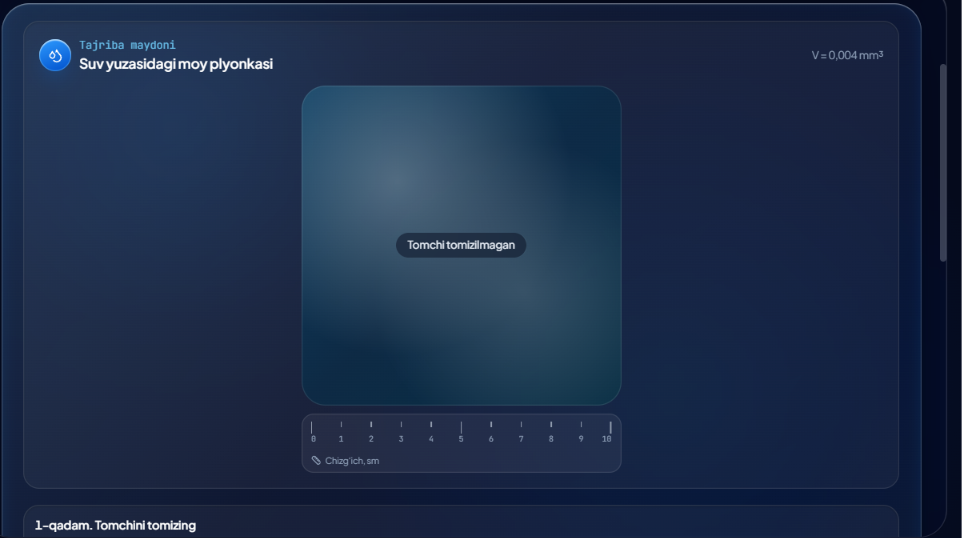 Tajriba maydoni
Suv yuzasidagi moy plyonkasi
V = 0,004 mm³
Tomchi tomizilmagan
0 1 2 3 4 5 6 7 8 9 10
Chizg'ich, sm
1-qadam. Tomchini tomizing